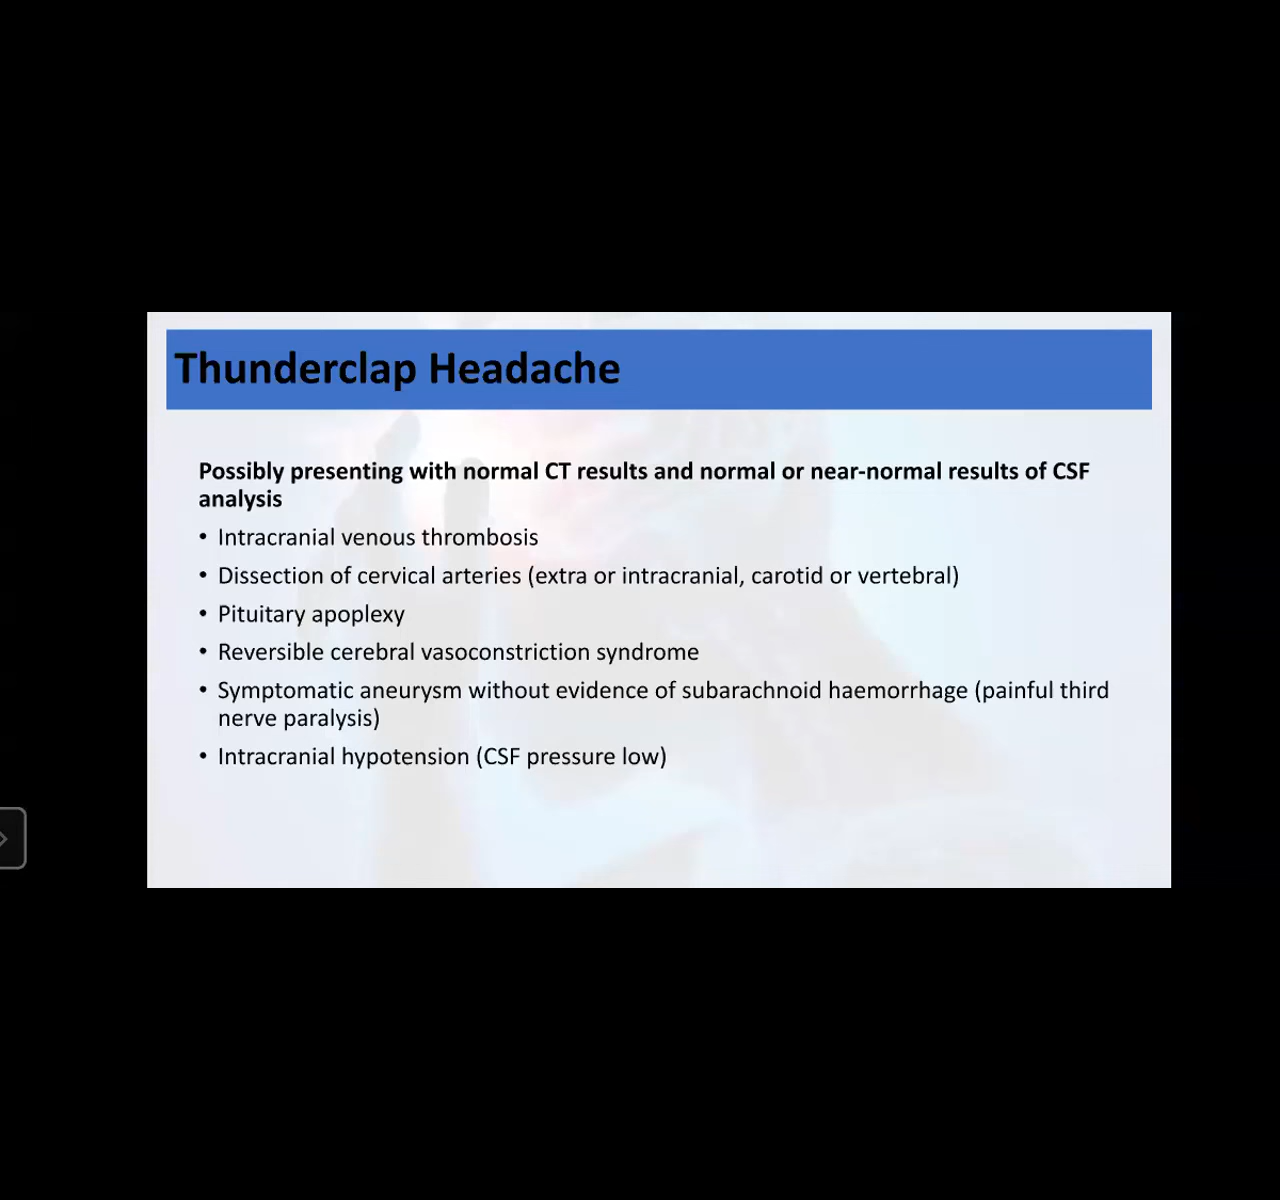 Thunderclap Headache
Possibly presenting with normal CT results and normal or near-normal results of CSF
analysis
• Intracranial venous thrombosis
• Dissection of cervical arteries (extra or intracranial, carotid or vertebral)
• Pituitary apoplexy
• Reversible cerebral vasoconstriction syndrome
• Symptomatic aneurysm without evidence of subarachnoid haemorrhage (painful third
nerve paralysis)
• Intracranial hypotension (CSF pressure low)